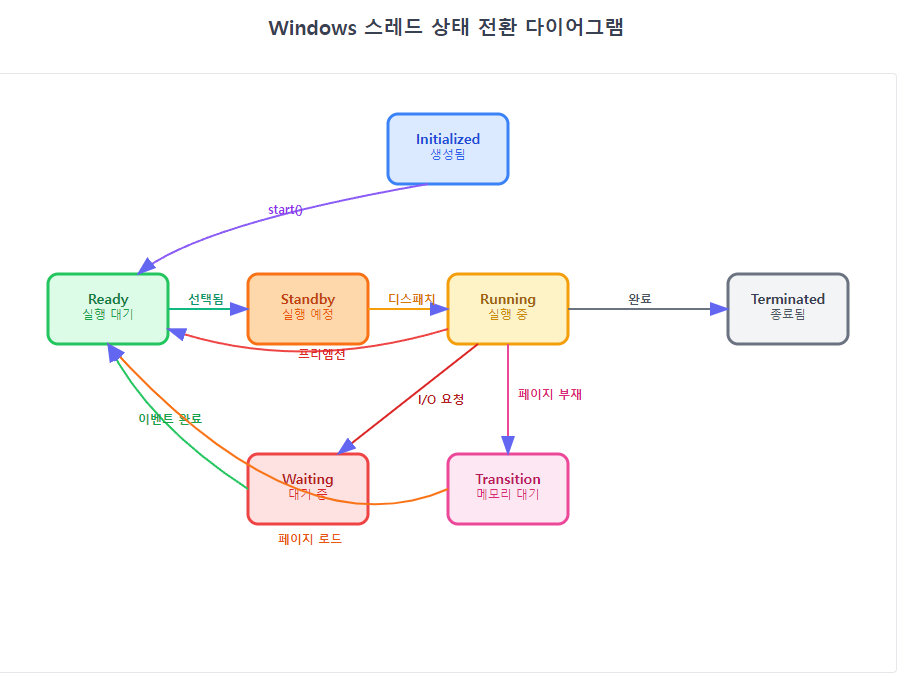 Windows 스레드 상태 전환 다이어그램
Initialized
생성됨
start()
Ready
실행 대기
선택됨
Standby
실행 예정
디스패치
Running
실행 중
완료
Terminated
종료됨
프리엠션
I/O 요청
페이지 부재
이벤트 완료
Waiting
대기 중
Transition
메모리 대기
페이지 로드